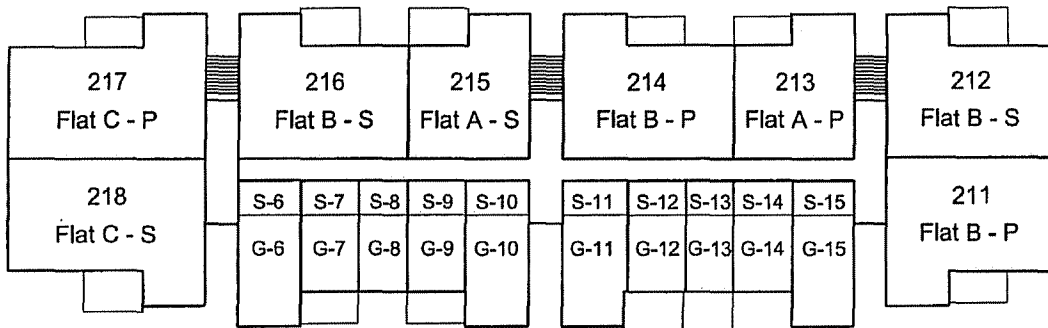 217
Flat C - P
216
Flat B - S
215
Flat A - S
214
Flat B - P
213
Flat A - P
212
Flat B - S
218
Flat C - S
S-6 S-7 S-8 S-9 S-10
G-6 G-7 G-8 G-9 G-10
S-11 S-12 S-13 S-14 S-15
G-11 G-12 G-13 G-14 G-15
211
Flat B - P